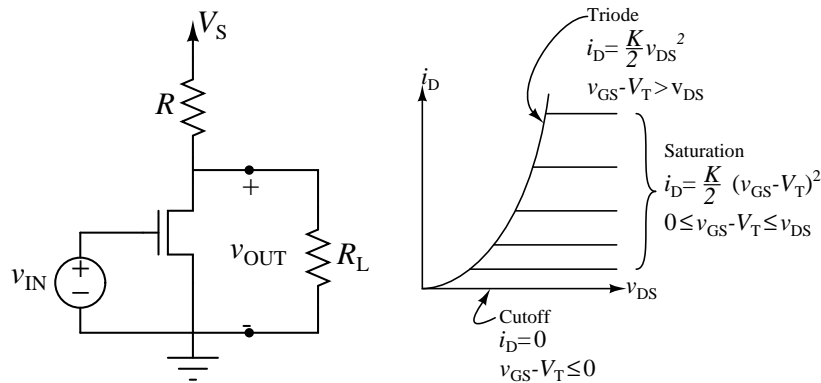 V_S
R
+
v_OUT
R_L
-
v_IN
+
−
i_D
Triode
i_D = K/2 v_DS^2
v_GS-V_T > v_DS
Saturation
i_D = K/2 (v_GS-V_T)^2
0 ≤ v_GS-V_T ≤ v_DS
v_DS
Cutoff
i_D=0
v_GS-V_T ≤ 0